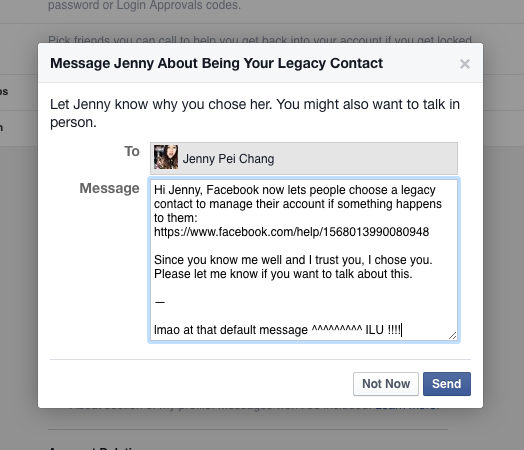 password or Login Approvals codes.
Pick friends you can call to help you get back into your account if you get locked
Message Jenny About Being Your Legacy Contact
×
Let Jenny know why you chose her. You might also want to talk in
person.
To
Jenny Pei Chang
Message
Hi Jenny, Facebook now lets people choose a legacy
contact to manage their account if something happens
to them:
https://www.facebook.com/help/1568013990080948
Since you know me well and I trust you, I chose you.
Please let me know if you want to talk about this.
—
lmao at that default message ^^^^^^^^^ ILU !!!!
Not Now
Send